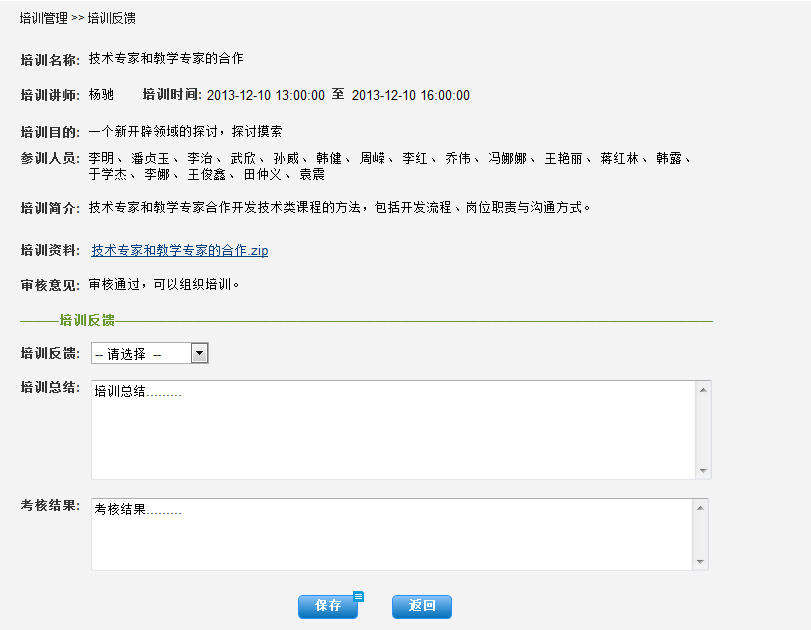 培训管理 >> 培训反馈
培训名称: 技术专家和教学专家的合作
培训讲师: 杨驰 培训时间: 2013-12-10 13:00:00 至 2013-12-10 16:00:00
培训目的: 一个新开辟领域的探讨，探讨摸索
参训人员: 李明、潘贞玉、李治、武欣、孙威、韩健、周嵘、李红、乔伟、冯娜娜、王艳丽、蒋红林、韩露、
于学杰、李娜、王俊鑫、田仲义、袁震
培训简介: 技术专家和教学专家合作开发技术类课程的方法，包括开发流程、岗位职责与沟通方式。
培训资料: 技术专家和教学专家的合作.zip
审核意见: 审核通过，可以组织培训。
培训反馈
培训反馈: -- 请选择 --
培训总结: 培训总结.........
考核结果: 考核结果.........
保存 返回